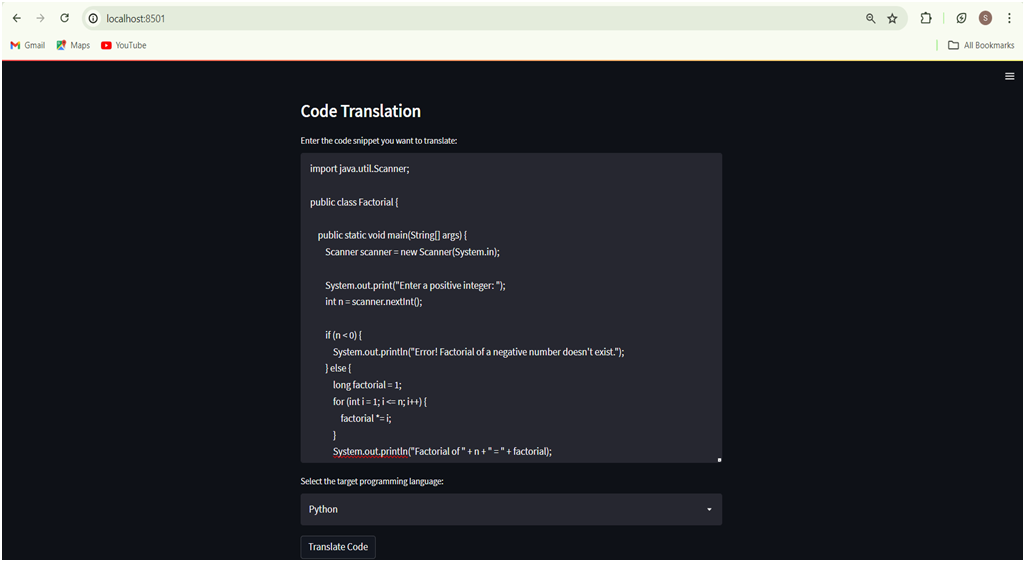 localhost:8501
S
Gmail Maps YouTube All Bookmarks
Code Translation
Enter the code snippet you want to translate:
import java.util.Scanner;
public class Factorial {
public static void main(String[] args) {
Scanner scanner = new Scanner(System.in);
System.out.print("Enter a positive integer: ");
int n = scanner.nextInt();
if (n < 0) {
System.out.println("Error! Factorial of a negative number doesn't exist.");
} else {
long factorial = 1;
for (int i = 1; i <= n; i++) {
factorial *= i;
}
System.out.println("Factorial of " + n + " = " + factorial);
Select the target programming language:
Python
Translate Code